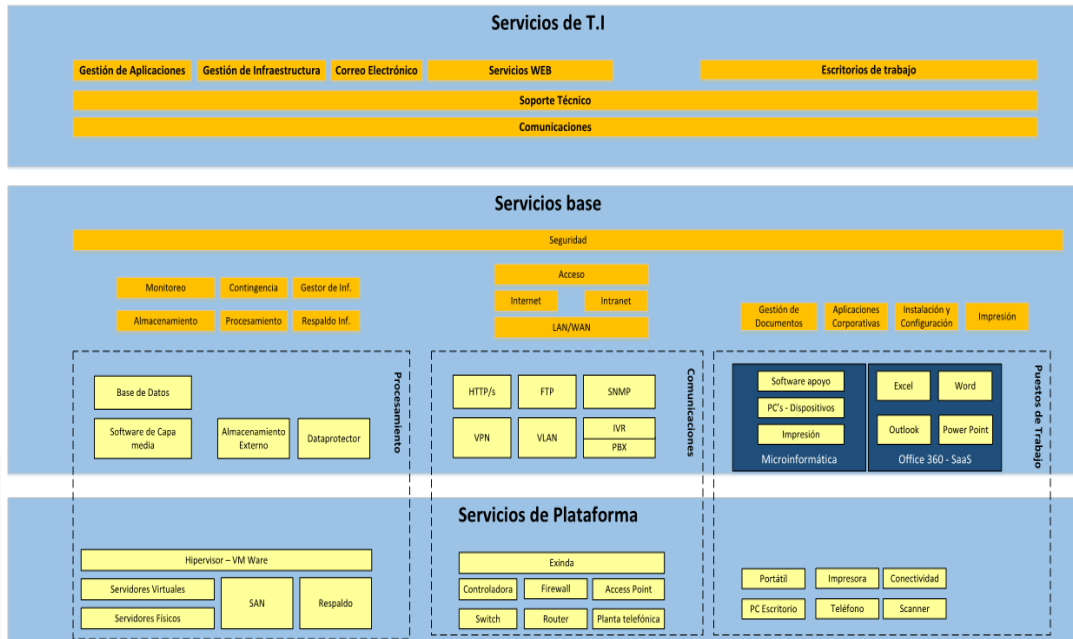 Servicios de T.I
Gestión de Aplicaciones
Gestión de Infraestructura
Correo Electrónico
Servicios WEB
Escritorios de trabajo
Soporte Técnico
Comunicaciones
Servicios base
Seguridad
Monitoreo
Contingencia
Gestor de Inf.
Almacenamiento
Procesamiento
Respaldo Inf.
Acceso
Internet
Intranet
LAN/WAN
Gestión de
Documentos
Aplicaciones
Corporativas
Instalación y
Configuración
Impresión
Procesamiento
Base de Datos
Software de Capa
media
Almacenamiento
Externo
Dataprotector
Comunicaciones
HTTP/s
FTP
SNMP
VPN
VLAN
IVR
PBX
Puestos de Trabajo
Software apoyo
PC's - Dispositivos
Impresión
Microinformática
Excel
Word
Outlook
Power Point
Office 360 - SaaS
Servicios de Plataforma
Hipervisor – VM Ware
Servidores Virtuales
Servidores Físicos
SAN
Respaldo
Exinda
Controladora
Firewall
Access Point
Switch
Router
Planta telefónica
Portátil
Impresora
Conectividad
PC Escritorio
Teléfono
Scanner